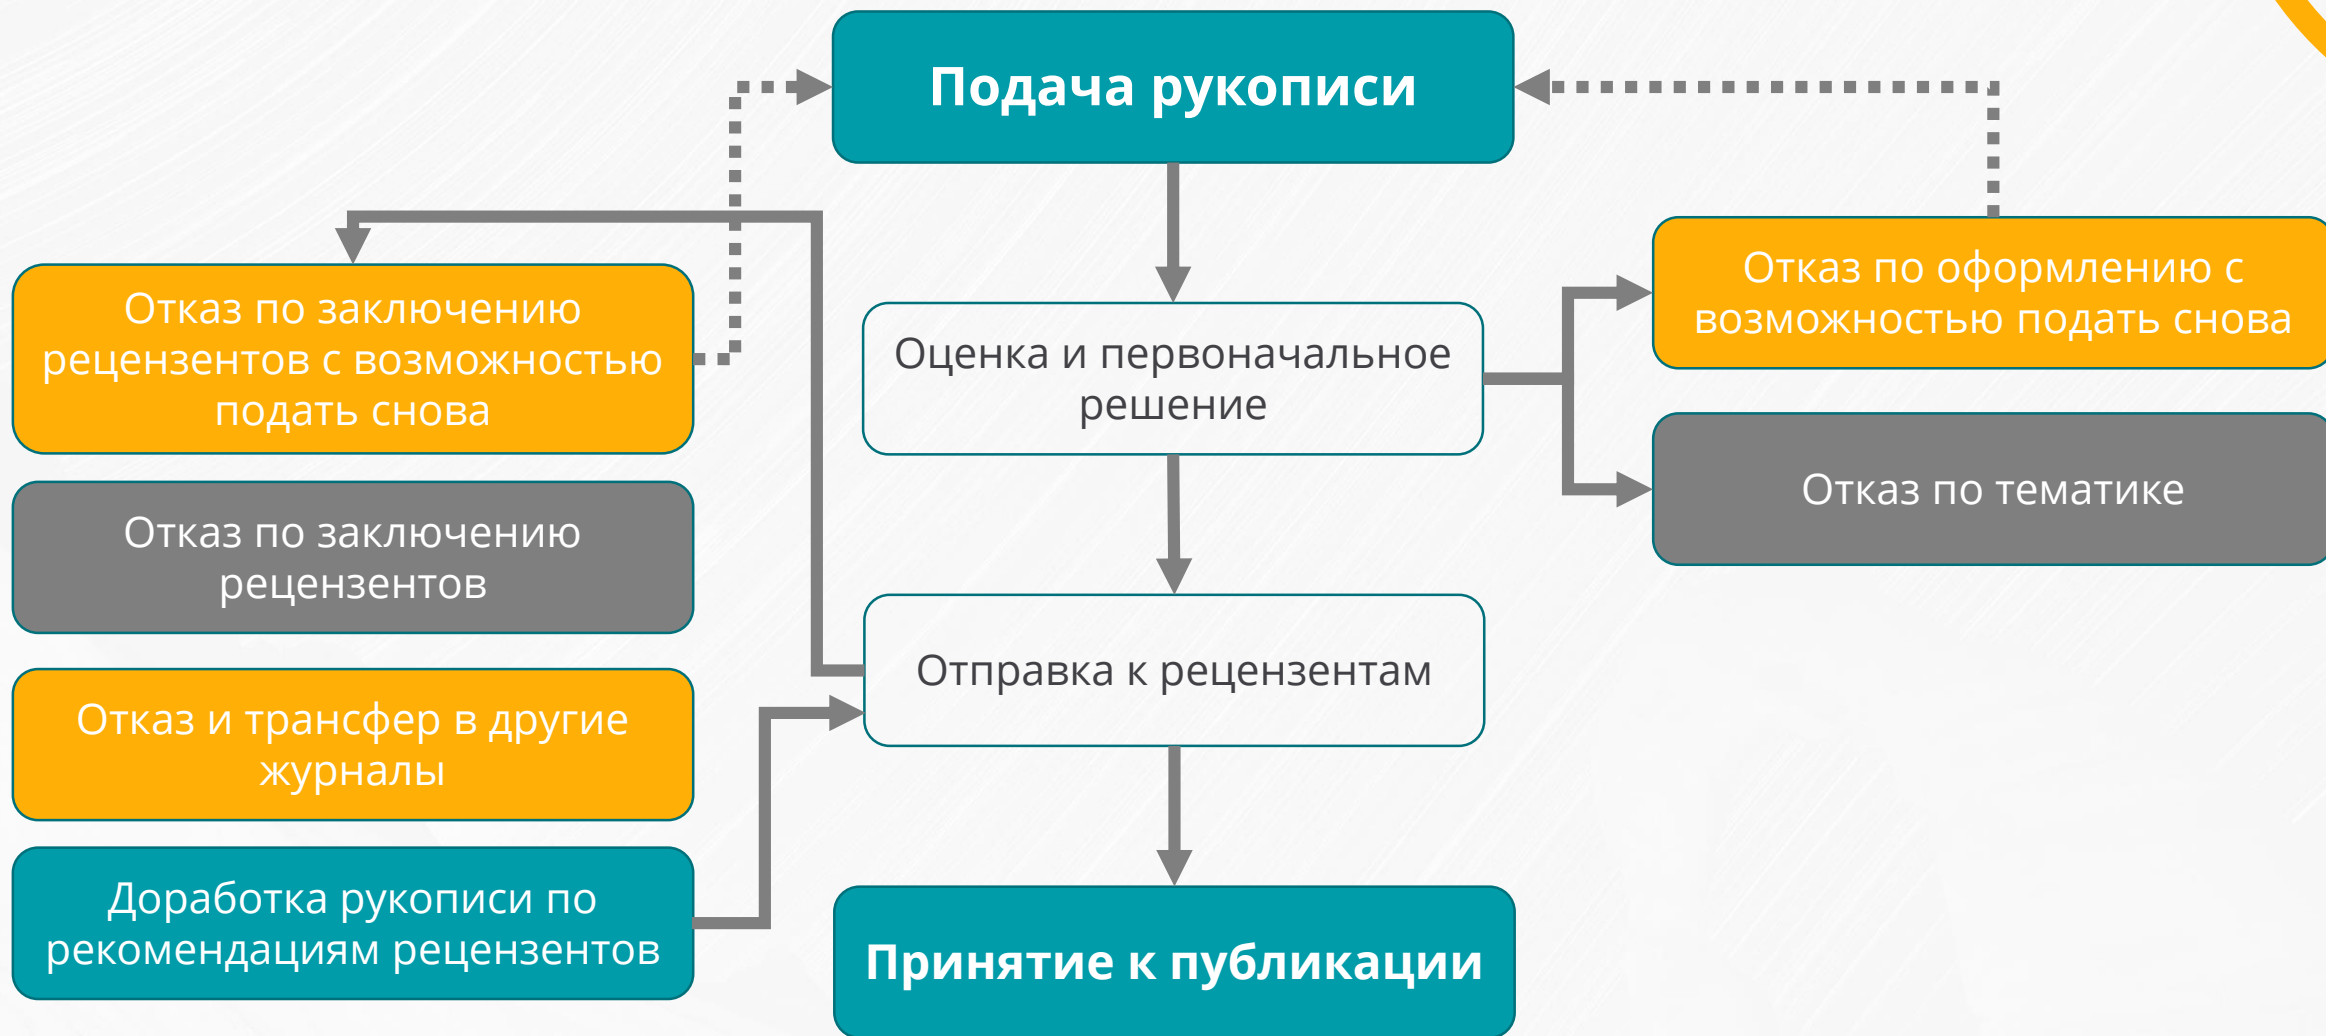 Подача рукописи
Отказ по заключению
рецензентов с возможностью
подать снова
Отказ по заключению
рецензентов
Отказ и трансфер в другие
журналы
Доработка рукописи по
рекомендациям рецензентов
Оценка и первоначальное
решение
Отправка к рецензентам
Принятие к публикации
Отказ по оформлению с
возможностью подать снова
Отказ по тематике